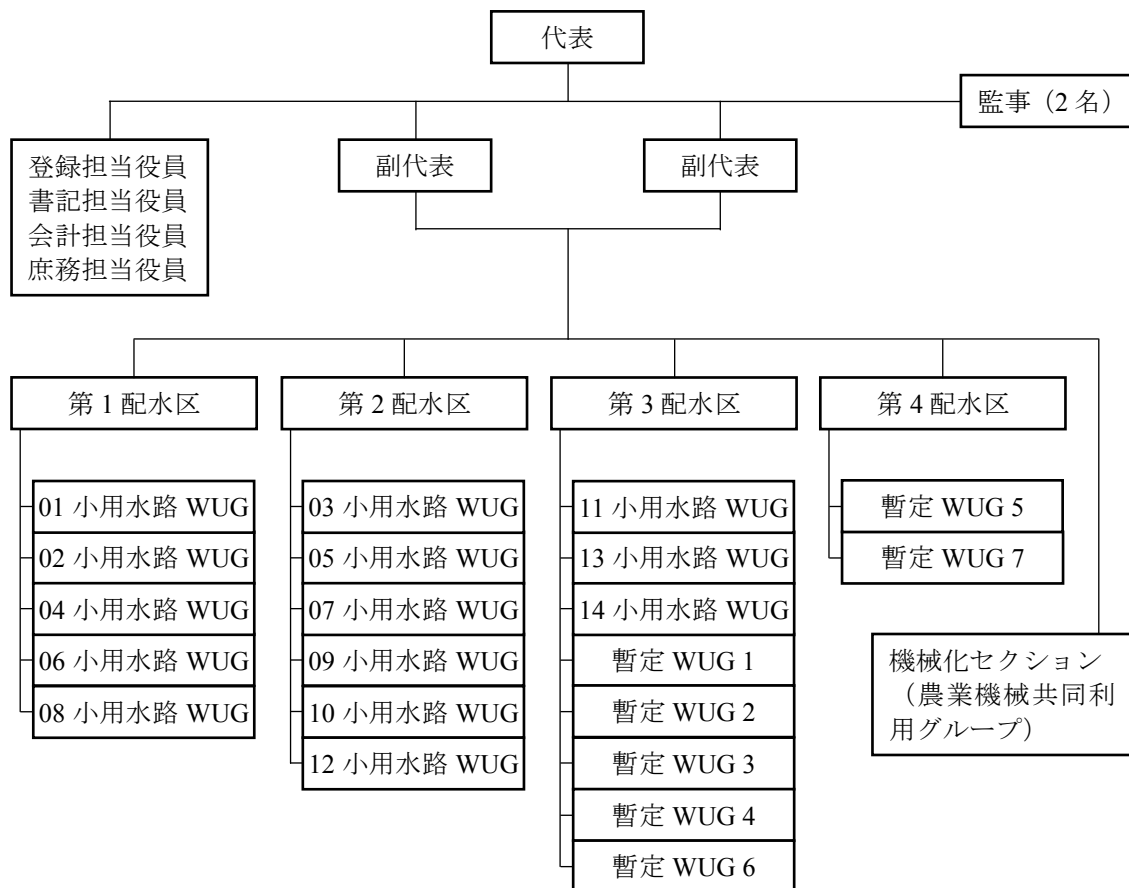 代表
監事（2 名）
登録担当役員
書記担当役員
会計担当役員
庶務担当役員
副代表
副代表
第 1 配水区
01 小用水路 WUG
02 小用水路 WUG
04 小用水路 WUG
06 小用水路 WUG
08 小用水路 WUG
第 2 配水区
03 小用水路 WUG
05 小用水路 WUG
07 小用水路 WUG
09 小用水路 WUG
10 小用水路 WUG
12 小用水路 WUG
第 3 配水区
11 小用水路 WUG
13 小用水路 WUG
14 小用水路 WUG
暫定 WUG 1
暫定 WUG 2
暫定 WUG 3
暫定 WUG 4
暫定 WUG 6
第 4 配水区
暫定 WUG 5
暫定 WUG 7
機械化セクション
（農業機械共同利
用グループ）